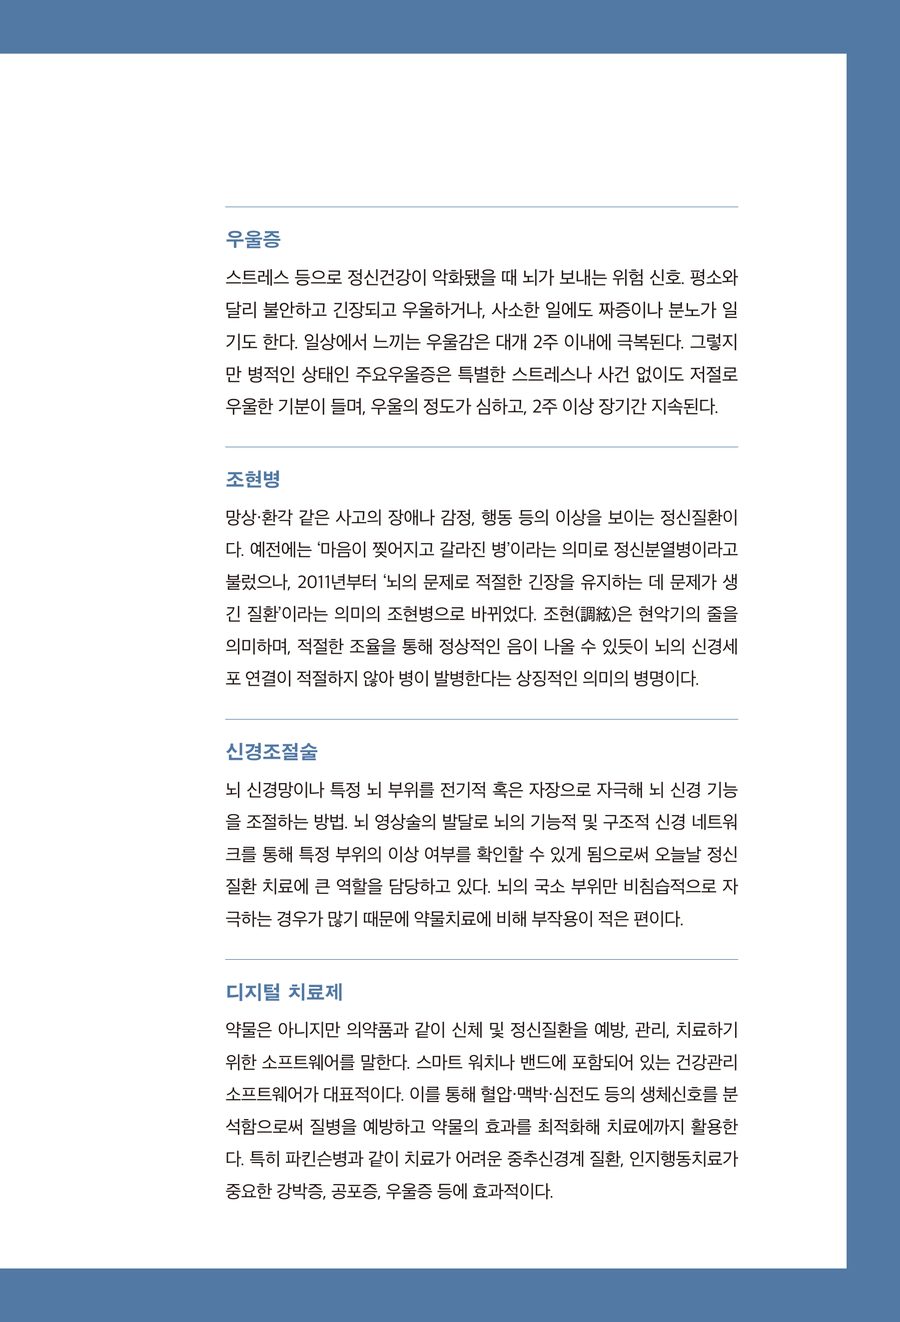 우울증
스트레스 등으로 정신건강이 악화됐을 때 뇌가 보내는 위험 신호. 평소와
달리 불안하고 긴장되고 우울하거나, 사소한 일에도 짜증이나 분노가 일
기도 한다. 일상에서 느끼는 우울감은 대개 2주 이내에 극복된다. 그렇지
만 병적인 상태인 주요우울증은 특별한 스트레스나 사건 없이도 저절로
우울한 기분이 들며, 우울의 정도가 심하고, 2주 이상 장기간 지속된다.
조현병
망상·환각 같은 사고의 장애나 감정, 행동 등의 이상을 보이는 정신질환이
다. 예전에는 ‘마음이 찢어지고 갈라진 병’이라는 의미로 정신분열병이라고
불렀으나, 2011년부터 ‘뇌의 문제로 적절한 긴장을 유지하는 데 문제가 생
긴 질환’이라는 의미의 조현병으로 바뀌었다. 조현(調絃)은 현악기의 줄을
의미하며, 적절한 조율을 통해 정상적인 음이 나올 수 있듯이 뇌의 신경세
포 연결이 적절하지 않아 병이 발병한다는 상징적인 의미의 병명이다.
신경조절술
뇌 신경망이나 특정 뇌 부위를 전기적 혹은 자장으로 자극해 뇌 신경 기능
을 조절하는 방법. 뇌 영상술의 발달로 뇌의 기능적 및 구조적 신경 네트워
크를 통해 특정 부위의 이상 여부를 확인할 수 있게 됨으로써 오늘날 정신
질환 치료에 큰 역할을 담당하고 있다. 뇌의 국소 부위만 비침습적으로 자
극하는 경우가 많기 때문에 약물치료에 비해 부작용이 적은 편이다.
디지털 치료제
약물은 아니지만 의약품과 같이 신체 및 정신질환을 예방, 관리, 치료하기
위한 소프트웨어를 말한다. 스마트 워치나 밴드에 포함되어 있는 건강관리
소프트웨어가 대표적이다. 이를 통해 혈압·맥박·심전도 등의 생체신호를 분
석함으로써 질병을 예방하고 약물의 효과를 최적화해 치료에까지 활용한
다. 특히 파킨슨병과 같이 치료가 어려운 중추신경계 질환, 인지행동치료가
중요한 강박증, 공포증, 우울증 등에 효과적이다.